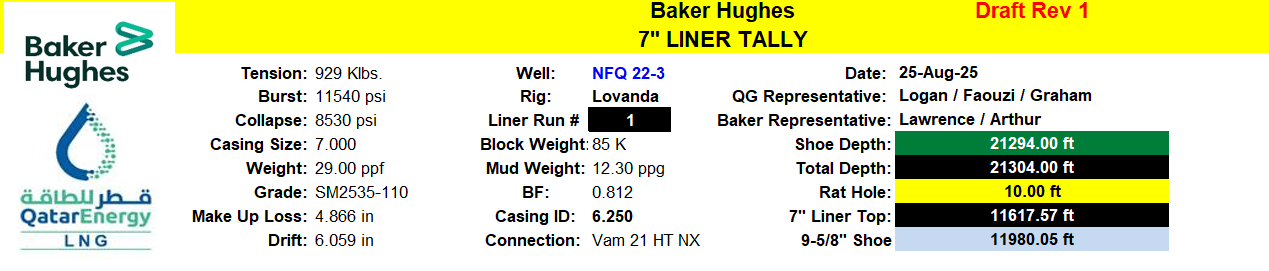 Baker Hughes Draft Rev 1
7" LINER TALLY
Baker
Hughes
Tension: 929 Klbs. Well: NFQ 22-3 Date: 25-Aug-25
Burst: 11540 psi Rig: Lovanda QG Representative: Logan / Faouzi / Graham
Collapse: 8530 psi Liner Run # 1 Baker Representative: Lawrence / Arthur
Casing Size: 7.000 Block Weight: 85 K Shoe Depth: 21294.00 ft
Weight: 29.00 ppf Mud Weight: 12.30 ppg Total Depth: 21304.00 ft
Grade: SM2535-110 BF: 0.812 Rat Hole: 10.00 ft
Make Up Loss: 4.866 in Casing ID: 6.250 7" Liner Top: 11617.57 ft
Drift: 6.059 in Connection: Vam 21 HT NX 9-5/8" Shoe 11980.05 ft
قطر للطاقة
QatarEnergy
LNG